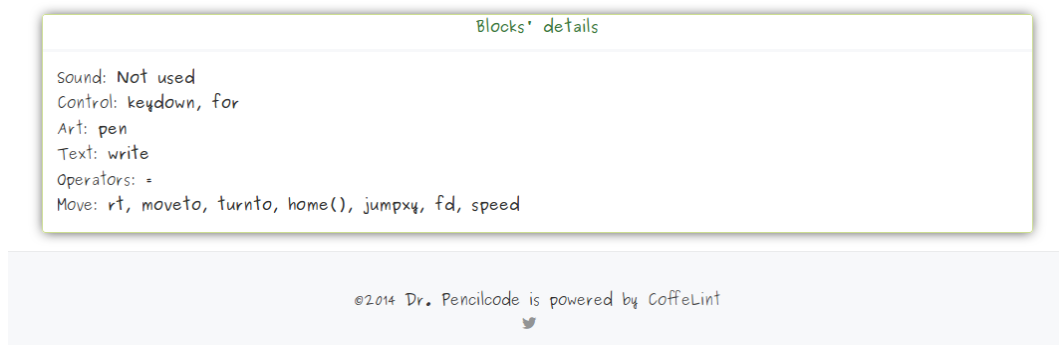 Blocks' details
Sound: Not used
Control: keydown, for
Art: pen
Text: write
Operators: =
Move: rt, moveto, turnto, home(), jumpxy, fd, speed
©2014 Dr. Pencilcode is powered by CoffeLint